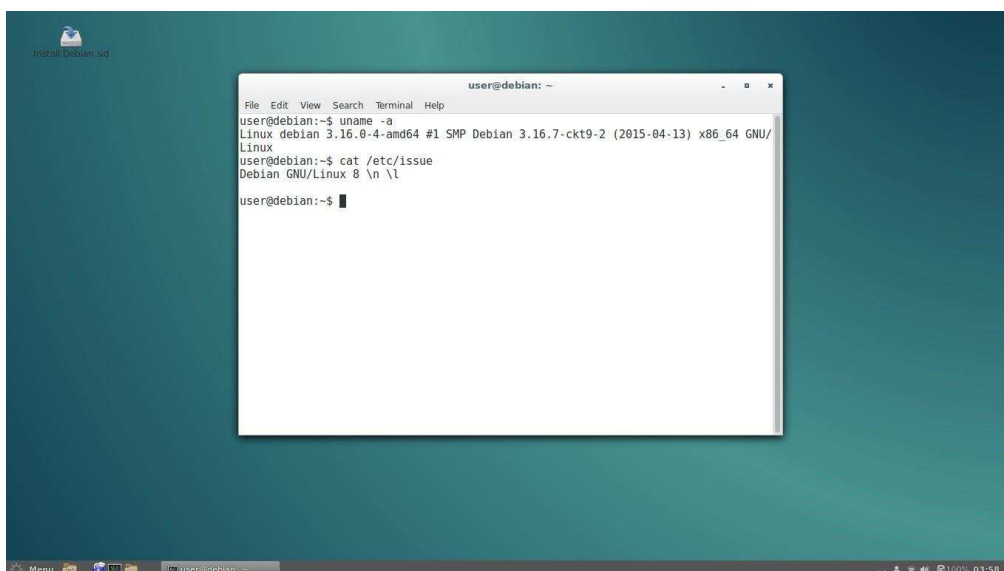 Install Debian sid
user@debian: ~
File Edit View Search Terminal Help
user@debian:~$ uname -a
Linux debian 3.16.0-4-amd64 #1 SMP Debian 3.16.7-ckt9-2 (2015-04-13) x86_64 GNU/
Linux
user@debian:~$ cat /etc/issue
Debian GNU/Linux 8 \n \l
user@debian:~$
Menu user@debian: ~ 100% 03:58